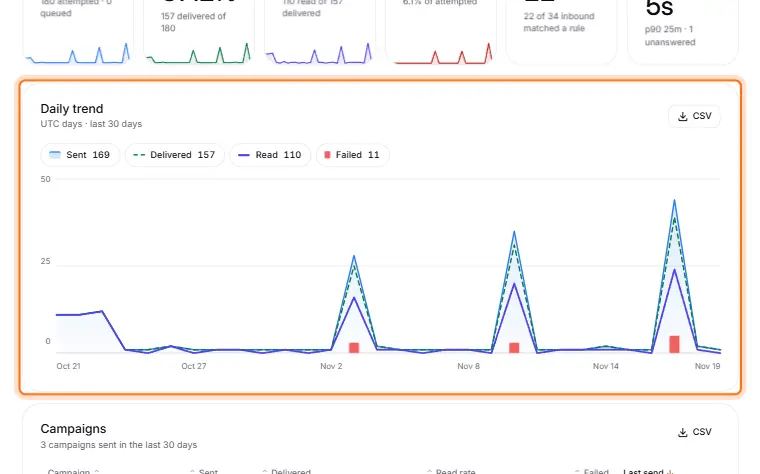 180 attempted · 0
queued
157 delivered of
180
110 read of 157
delivered
6.1% of attempted
22 of 34 inbound
matched a rule
5s
p90 25m · 1
unanswered
Daily trend
UTC days · last 30 days
CSV
Sent 169
Delivered 157
Read 110
Failed 11
50
25
0
Oct 21
Oct 27
Nov 2
Nov 8
Nov 14
Nov 19
Campaigns
3 campaigns sent in the last 30 days
CSV
Campaign
Sent
Delivered
Read rate
Failed
Last send